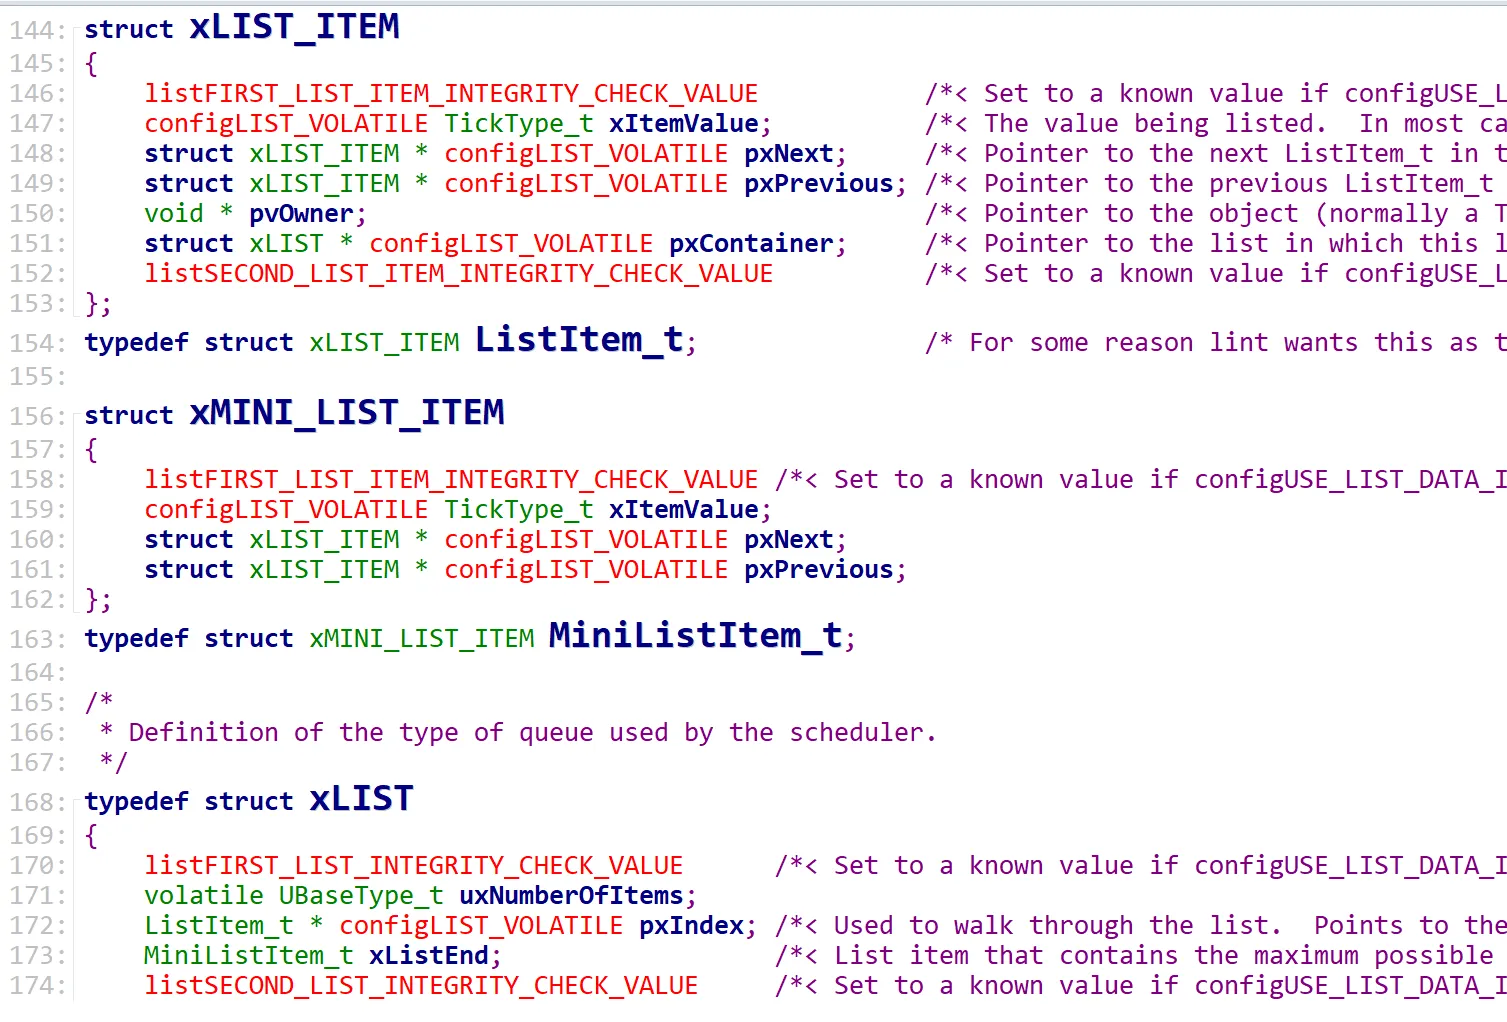 144: struct xLIST_ITEM
145: {
146:     listFIRST_LIST_ITEM_INTEGRITY_CHECK_VALUE           /*< Set to a known value if configUSE_L
147:     configLIST_VOLATILE TickType_t xItemValue;          /*< The value being listed.  In most ca
148:     struct xLIST_ITEM * configLIST_VOLATILE pxNext;     /*< Pointer to the next ListItem_t in t
149:     struct xLIST_ITEM * configLIST_VOLATILE pxPrevious; /*< Pointer to the previous ListItem_t
150:     void * pvOwner;                                     /*< Pointer to the object (normally a T
151:     struct xLIST * configLIST_VOLATILE pxContainer;     /*< Pointer to the list in which this l
152:     listSECOND_LIST_ITEM_INTEGRITY_CHECK_VALUE          /*< Set to a known value if configUSE_L
153: };
154: typedef struct xLIST_ITEM ListItem_t;                   /* For some reason lint wants this as t
155:
156: struct xMINI_LIST_ITEM
157: {
158:     listFIRST_LIST_ITEM_INTEGRITY_CHECK_VALUE /*< Set to a known value if configUSE_LIST_DATA_I
159:     configLIST_VOLATILE TickType_t xItemValue;
160:     struct xLIST_ITEM * configLIST_VOLATILE pxNext;
161:     struct xLIST_ITEM * configLIST_VOLATILE pxPrevious;
162: };
163: typedef struct xMINI_LIST_ITEM MiniListItem_t;
164:
165: /*
166:  * Definition of the type of queue used by the scheduler.
167:  */
168: typedef struct xLIST
169: {
170:     listFIRST_LIST_INTEGRITY_CHECK_VALUE      /*< Set to a known value if configUSE_LIST_DATA_I
171:     volatile UBaseType_t uxNumberOfItems;
172:     ListItem_t * configLIST_VOLATILE pxIndex; /*< Used to walk through the list.  Points to the
173:     MiniListItem_t xListEnd;                  /*< List item that contains the maximum possible
174:     listSECOND_LIST_INTEGRITY_CHECK_VALUE     /*< Set to a known value if configUSE_LIST_DATA_I